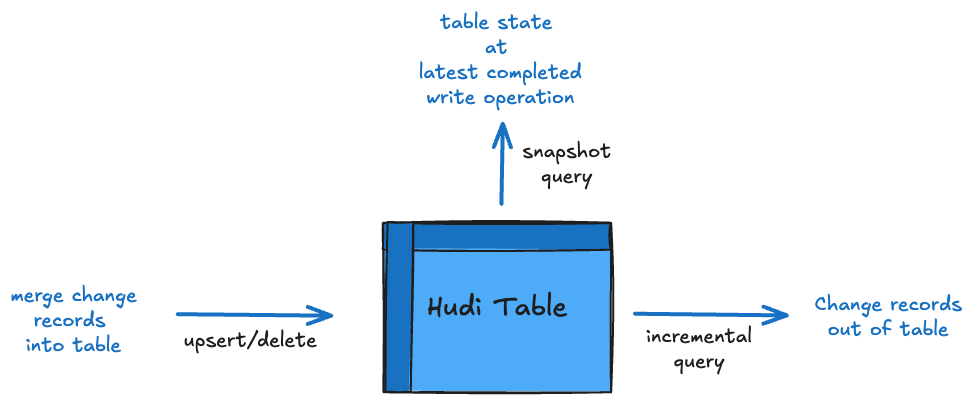 table state
at
latest completed
write operation
snapshot
query
Hudi Table
merge change
records
into table
upsert/delete
incremental
query
Change records
out of table